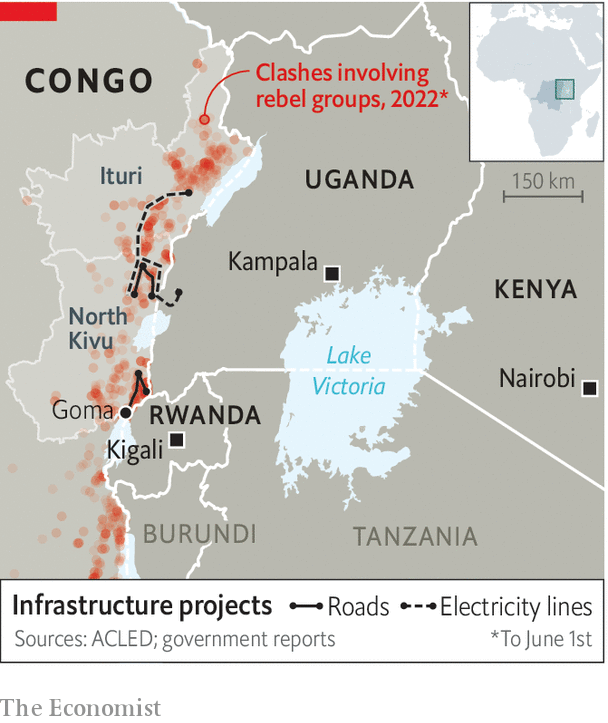 CONGO
Clashes involving
rebel groups, 2022*
Ituri
UGANDA
150 km
Kampala
KENYA
North
Kivu
Lake
Victoria
Nairobi
Goma
RWANDA
Kigali
BURUNDI
TANZANIA
Infrastructure projects Roads Electricity lines
Sources: ACLED; government reports *To June 1st
The Economist